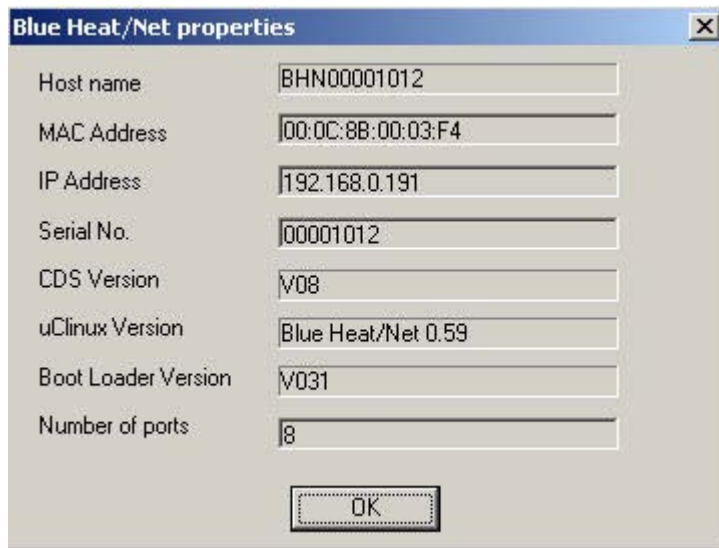 Blue Heat/Net properties
Host name BHN00001012
MAC Address 00:0C:8B:00:03:F4
IP Address 192.168.0.191
Serial No. 00001012
CDS Version V08
uClinux Version Blue Heat/Net 0.59
Boot Loader Version V031
Number of ports 8
OK